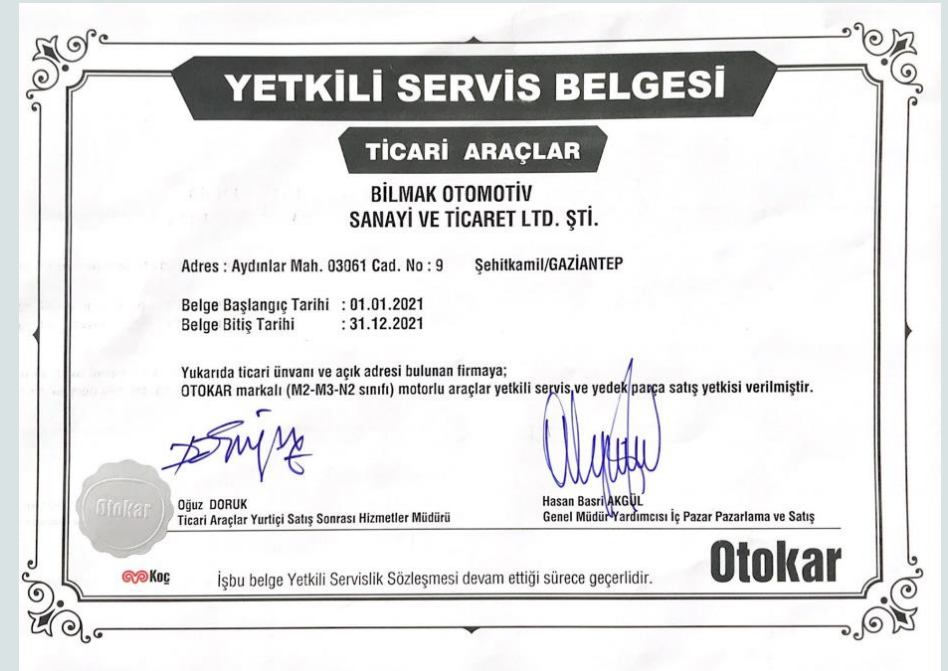 YETKİLİ SERVİS BELGESİ
TİCARİ ARAÇLAR
BİLMAK OTOMOTİV
SANAYİ VE TİCARET LTD. ŞTİ.
Adres : Aydınlar Mah. 03061 Cad. No : 9 Şehitkamil/GAZİANTEP
Belge Başlangıç Tarihi : 01.01.2021
Belge Bitiş Tarihi : 31.12.2021
Yukarıda ticari ünvanı ve açık adresi bulunan firmaya;
OTOKAR markalı (M2-M3-N2 sınıfı) motorlu araçlar yetkili servis ve yedek parça satış yetkisi verilmiştir.
Oğuz DORUK
Ticari Araçlar Yurtiçi Satış Sonrası Hizmetler Müdürü
Hasan Basri AKGÜL
Genel Müdür Yardımcısı İç Pazar Pazarlama ve Satış
Otokar
Koç
İşbu belge Yetkili Servislik Sözleşmesi devam ettiği sürece geçerlidir.
Otokar